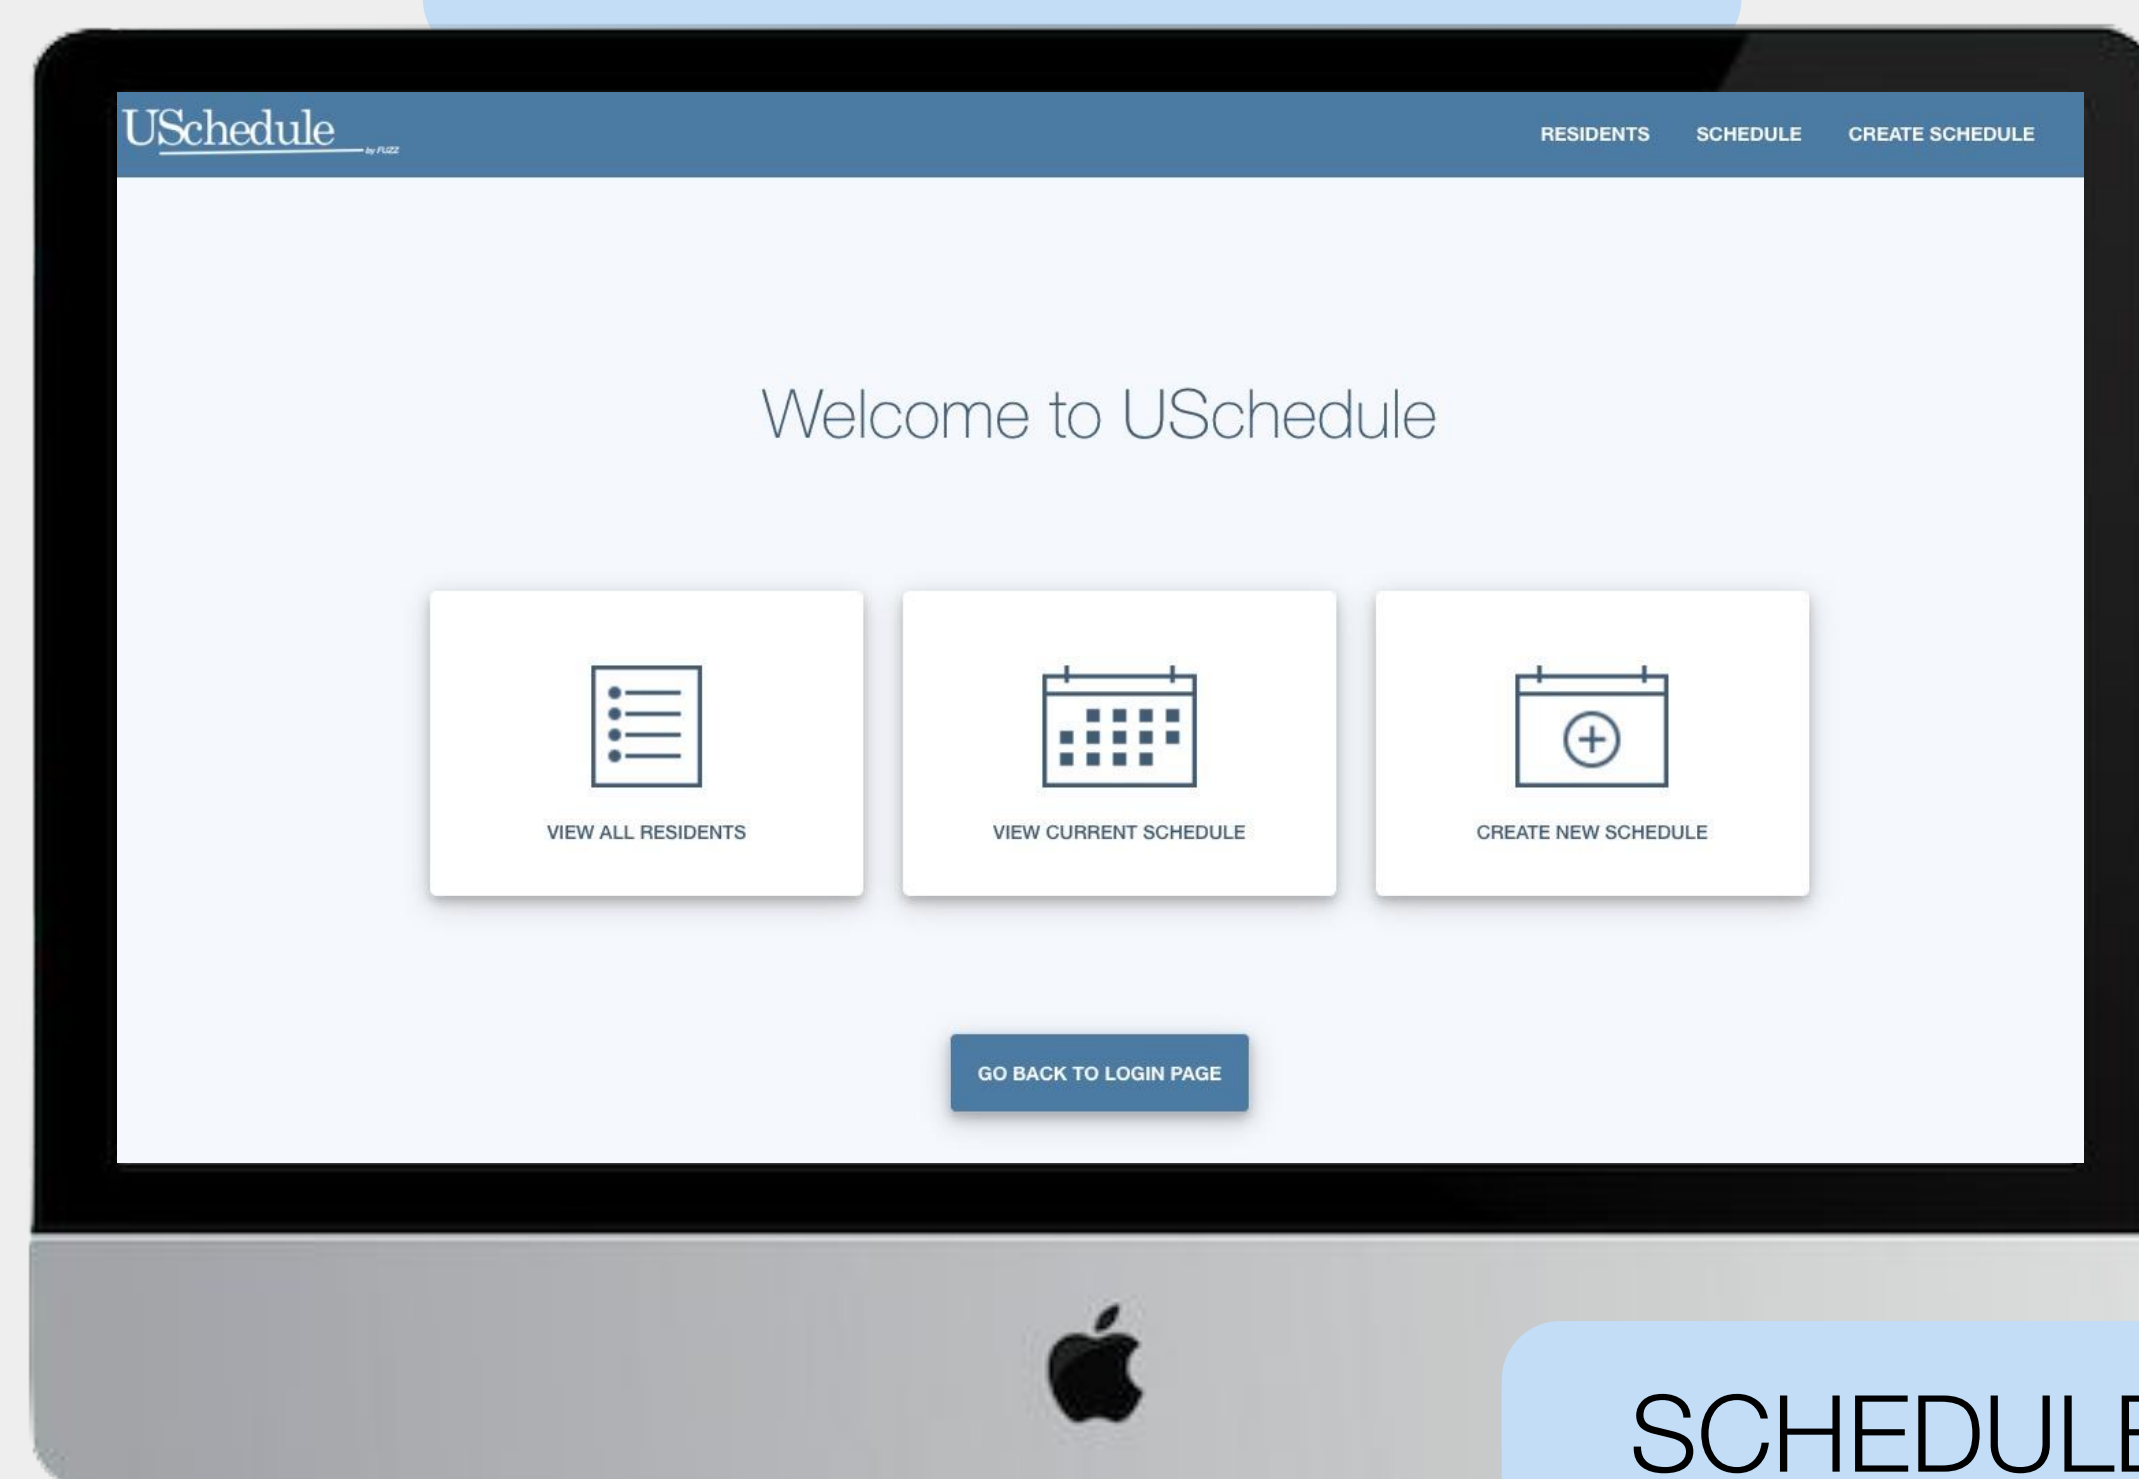 USchedule by FUZZ
RESIDENTS SCHEDULE CREATE SCHEDULE
Welcome to USchedule
VIEW ALL RESIDENTS VIEW CURRENT SCHEDULE CREATE NEW SCHEDULE
GO BACK TO LOGIN PAGE
SCHEDULE